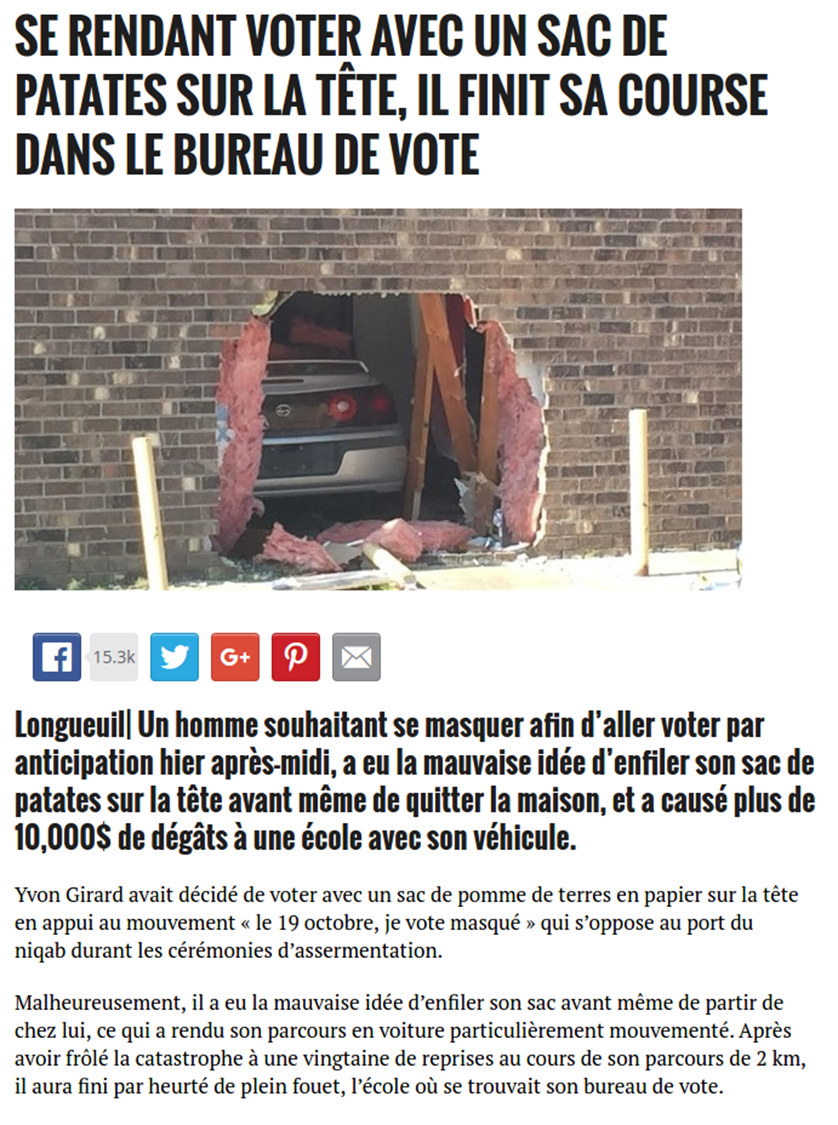 SE RENDANT VOTER AVEC UN SAC DE
PATATES SUR LA TÊTE, IL FINIT SA COURSE
DANS LE BUREAU DE VOTE
15.3k
G+
Longueuil| Un homme souhaitant se masquer afin d’aller voter par
anticipation hier après-midi, a eu la mauvaise idée d’enfiler son sac de
patates sur la tête avant même de quitter la maison, et a causé plus de
10,000$ de dégâts à une école avec son véhicule.
Yvon Girard avait décidé de voter avec un sac de pomme de terres en papier sur la tête
en appui au mouvement « le 19 octobre, je vote masqué » qui s’oppose au port du
niqab durant les cérémonies d’assermentation.
Malheureusement, il a eu la mauvaise idée d’enfiler son sac avant même de partir de
chez lui, ce qui a rendu son parcours en voiture particulièrement mouvementé. Après
avoir frôlé la catastrophe à une vingtaine de reprises au cours de son parcours de 2 km,
il aura fini par heurté de plein fouet, l’école où se trouvait son bureau de vote.